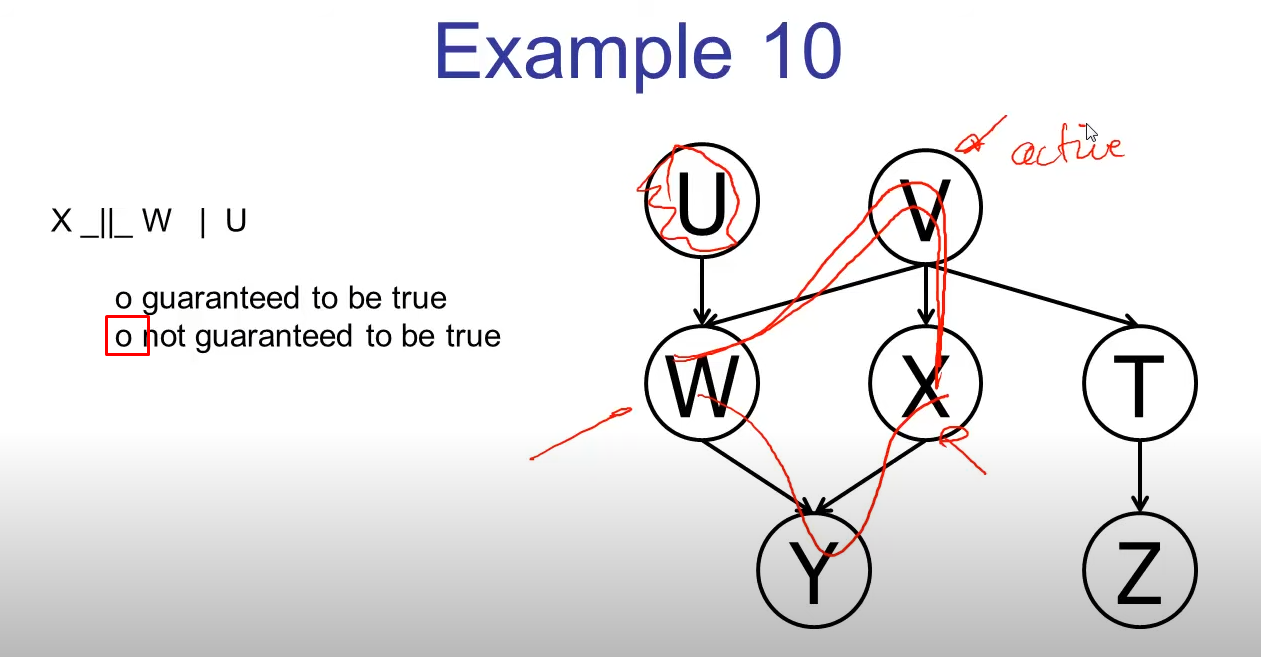 Example 10
active
U V
X _||_ W | U
o guaranteed to be true
o not guaranteed to be true
W X T
Y Z